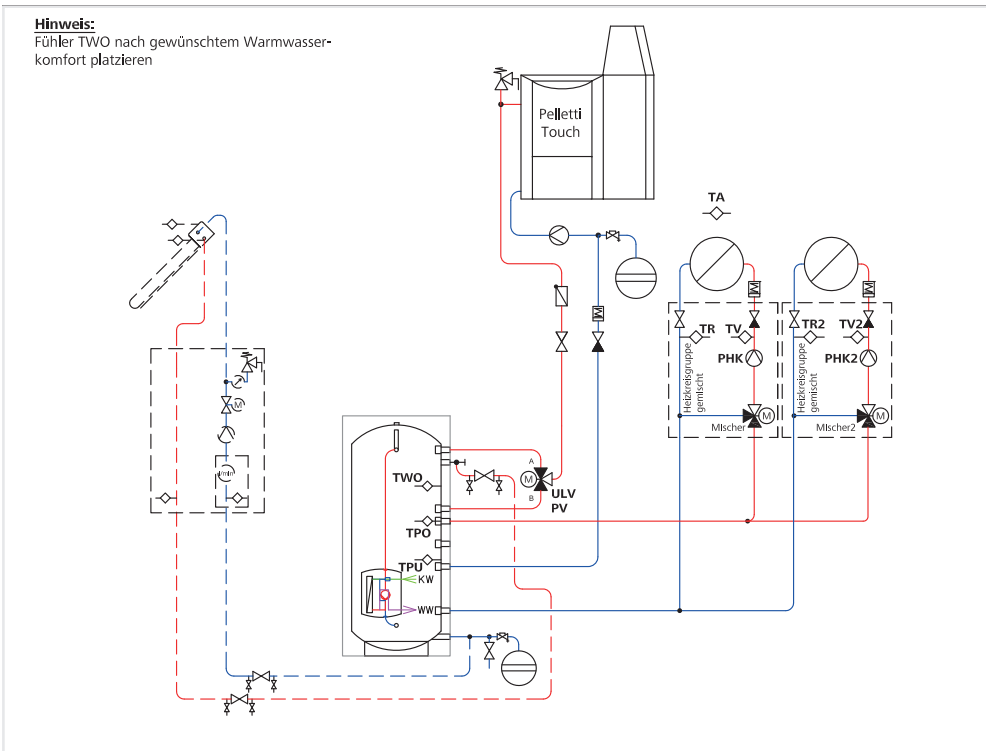 Hinweis:
Fühler TWO nach gewünschtem Warmwasser-
komfort platzieren
Pelletti
Touch
TA
TR
TV
TR2
TV2
PHK
PHK2
Heizkreisgruppe
gemischt
Heizkreisgruppe
gemischt
MIscher
M
MIscher2
M
M
l/min
A
M
B
ULV
PV
TWO
TPO
TPU
KW
WW